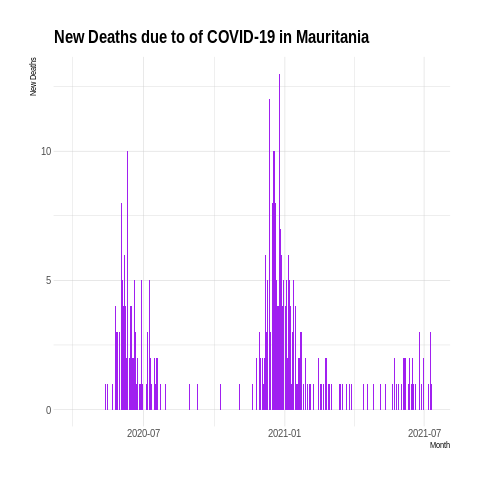 New Deaths due to of COVID-19 in Mauritania
New Deaths
10
5
0
2020-07
2021-01
2021-07
Month